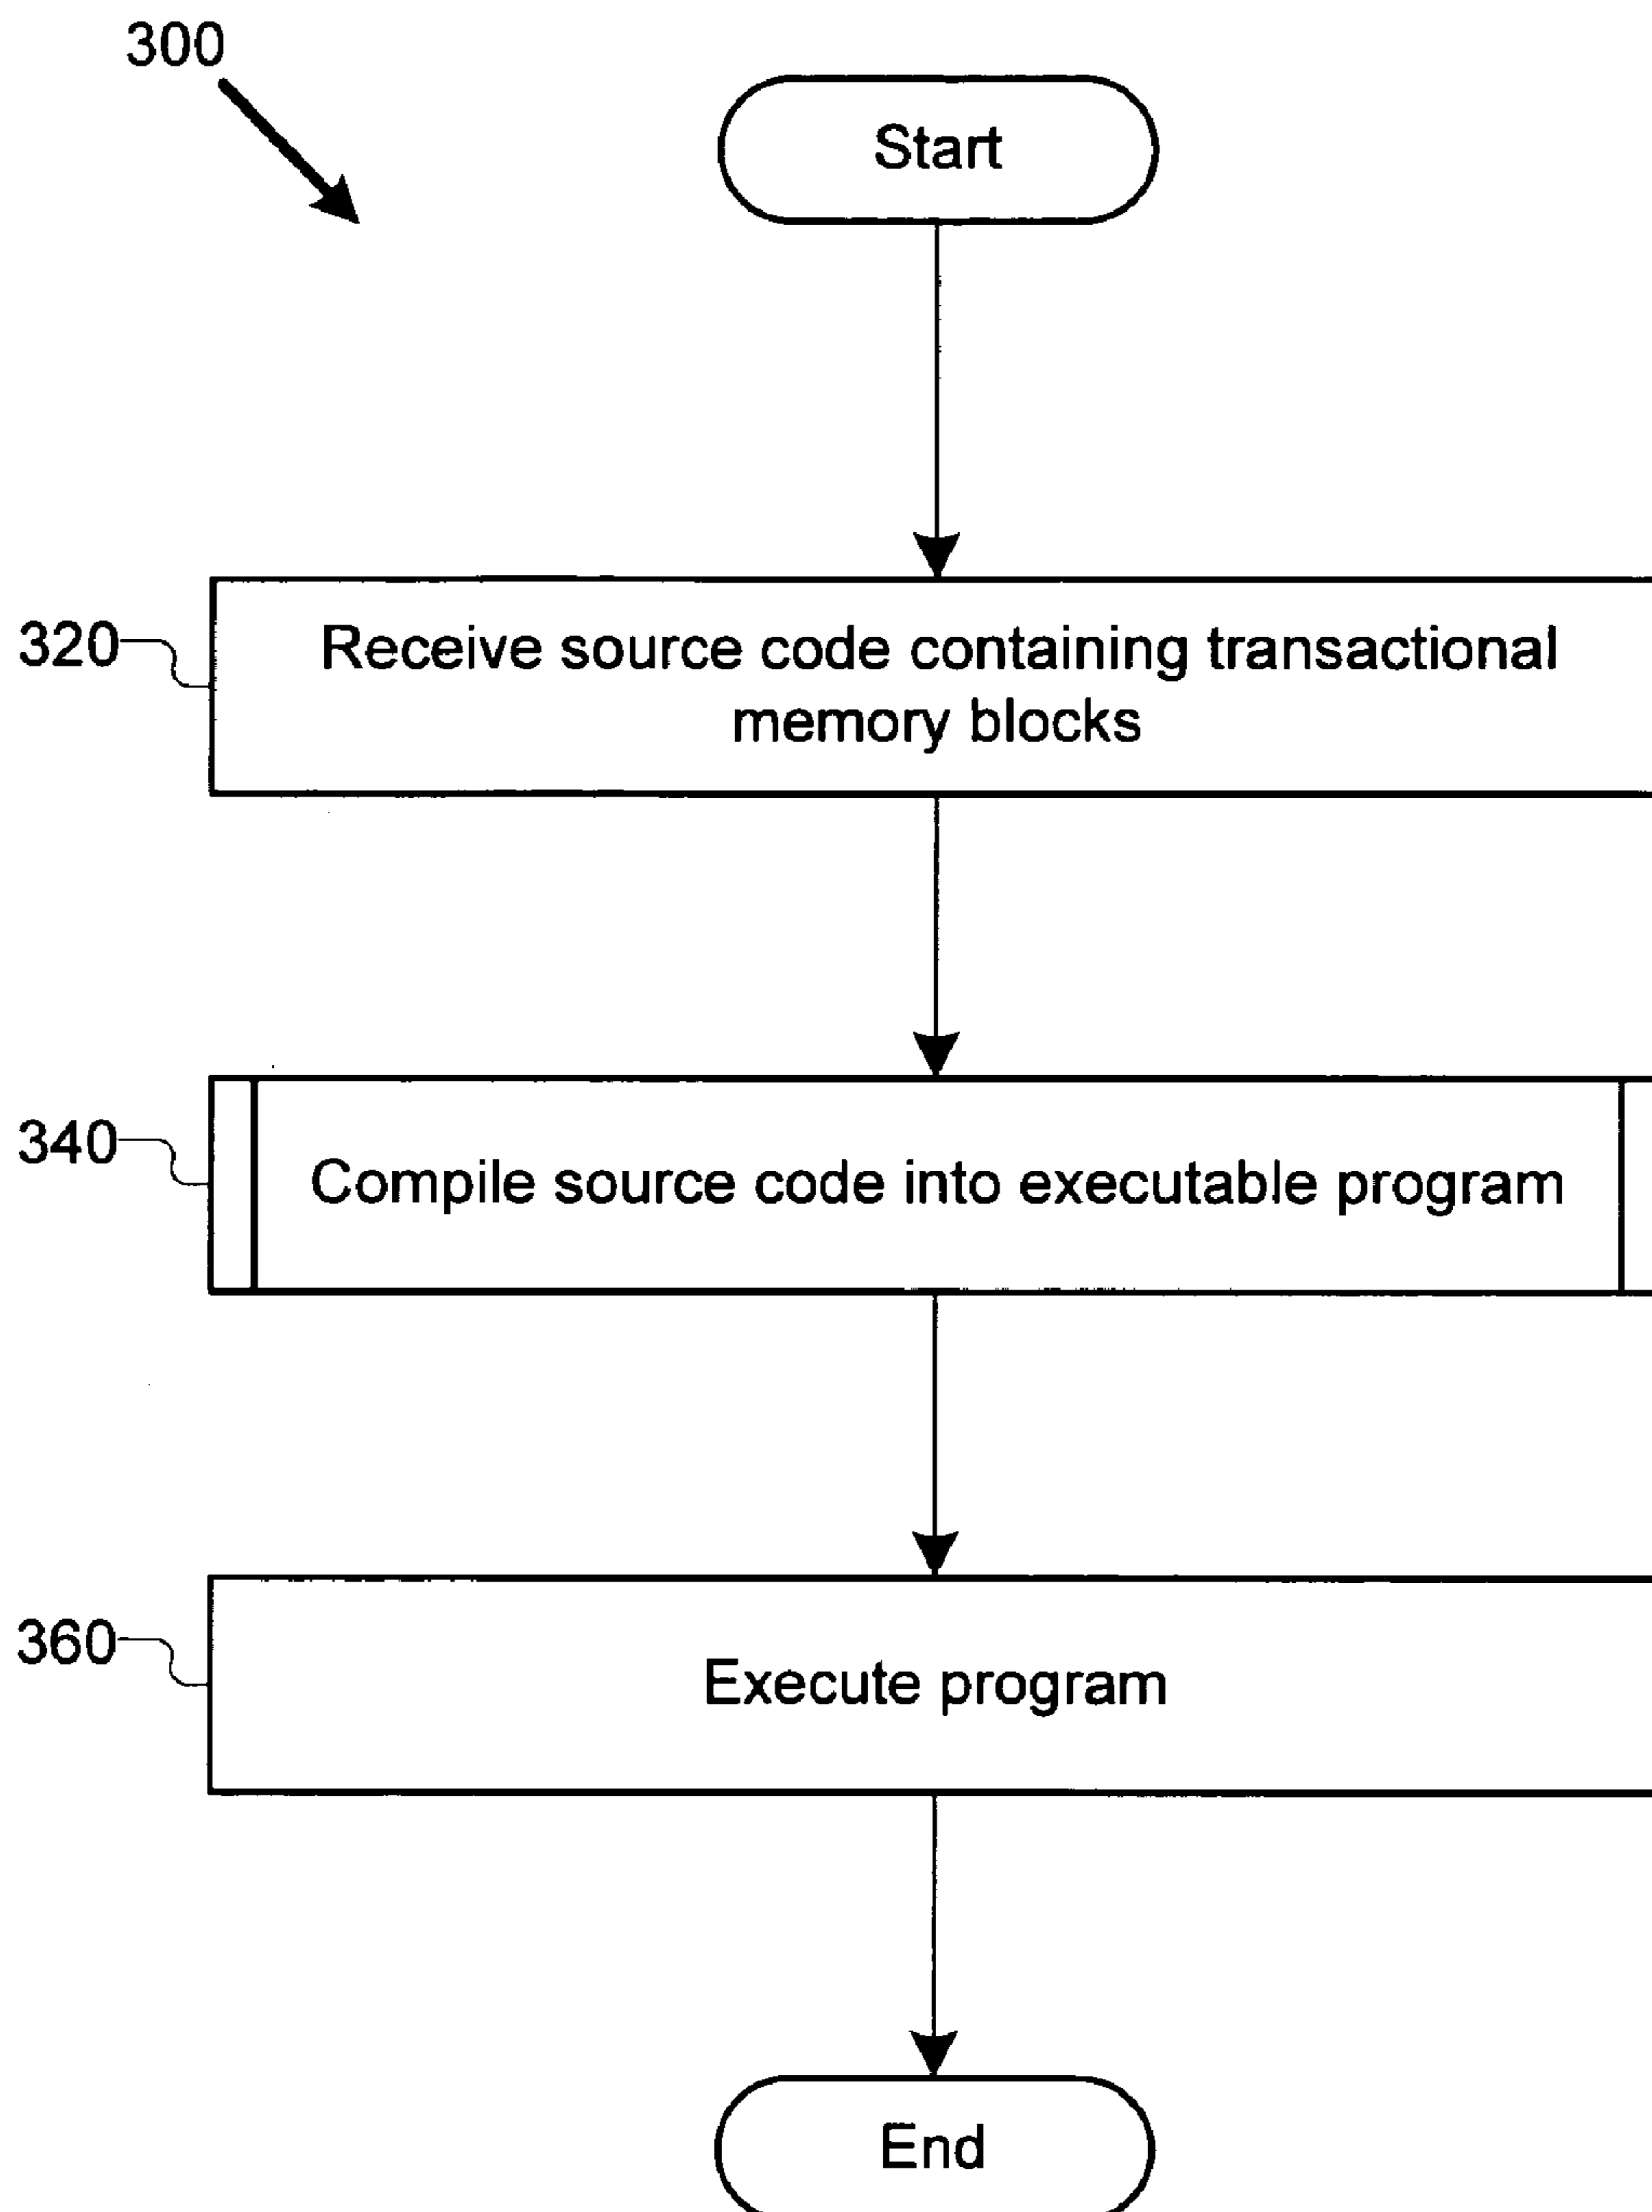 300
Start
320
Receive source code containing transactional
memory blocks
340
Compile source code into executable program
360
Execute program
End